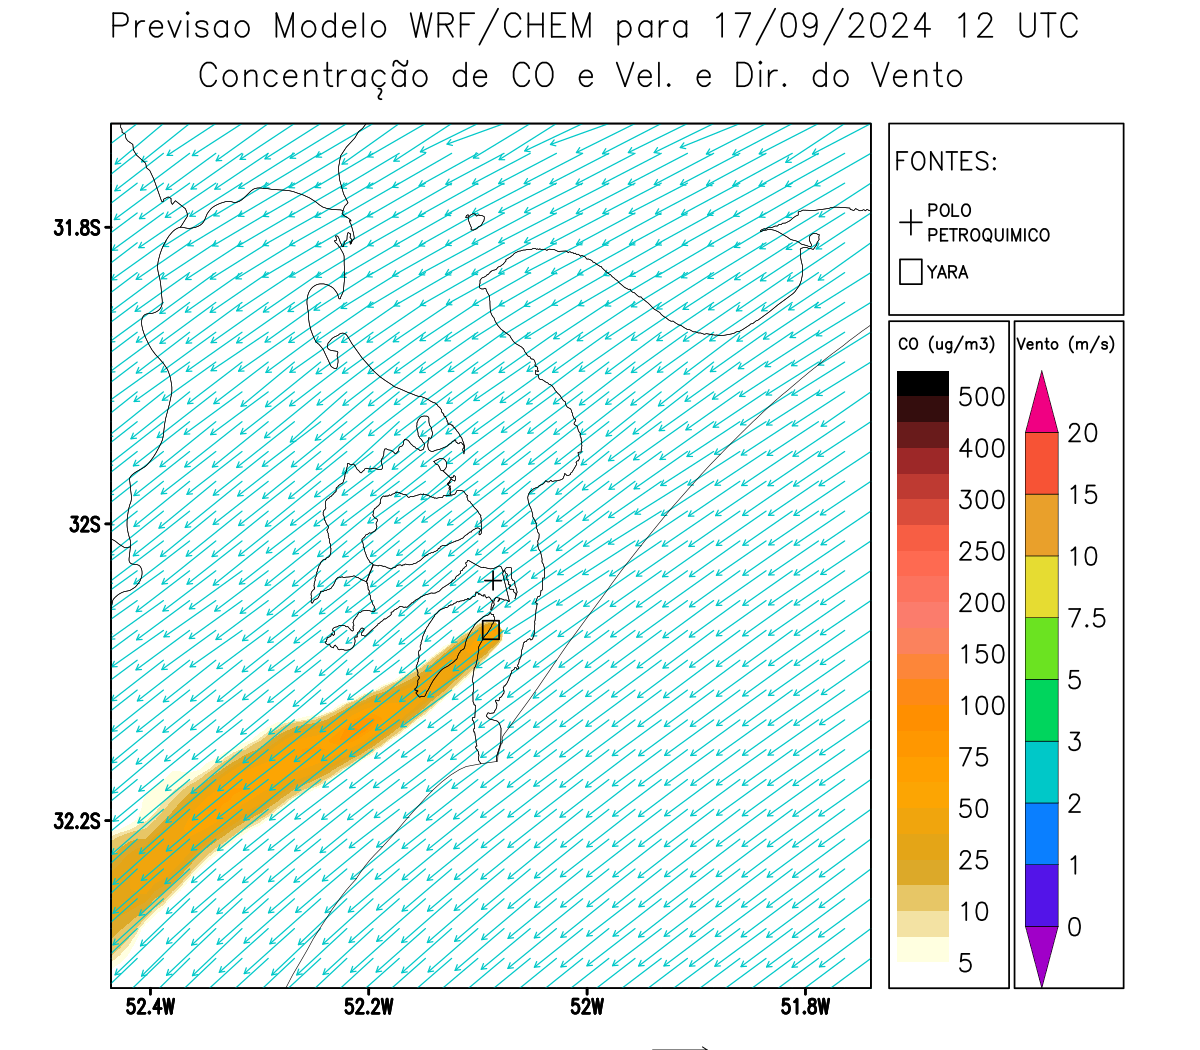 Previsao Modelo WRF/CHEM para 17/09/2024 12 UTC
Concentração de CO e Vel. e Dir. do Vento
FONTES:
POLO
PETROQUIMICO
YARA
CO (ug/m3)
500
400
300
250
200
150
100
75
50
25
10
5
Vento (m/s)
20
15
10
7.5
5
3
2
1
0
31.8S
32S
32.2S
52.4W
52.2W
52W
51.8W